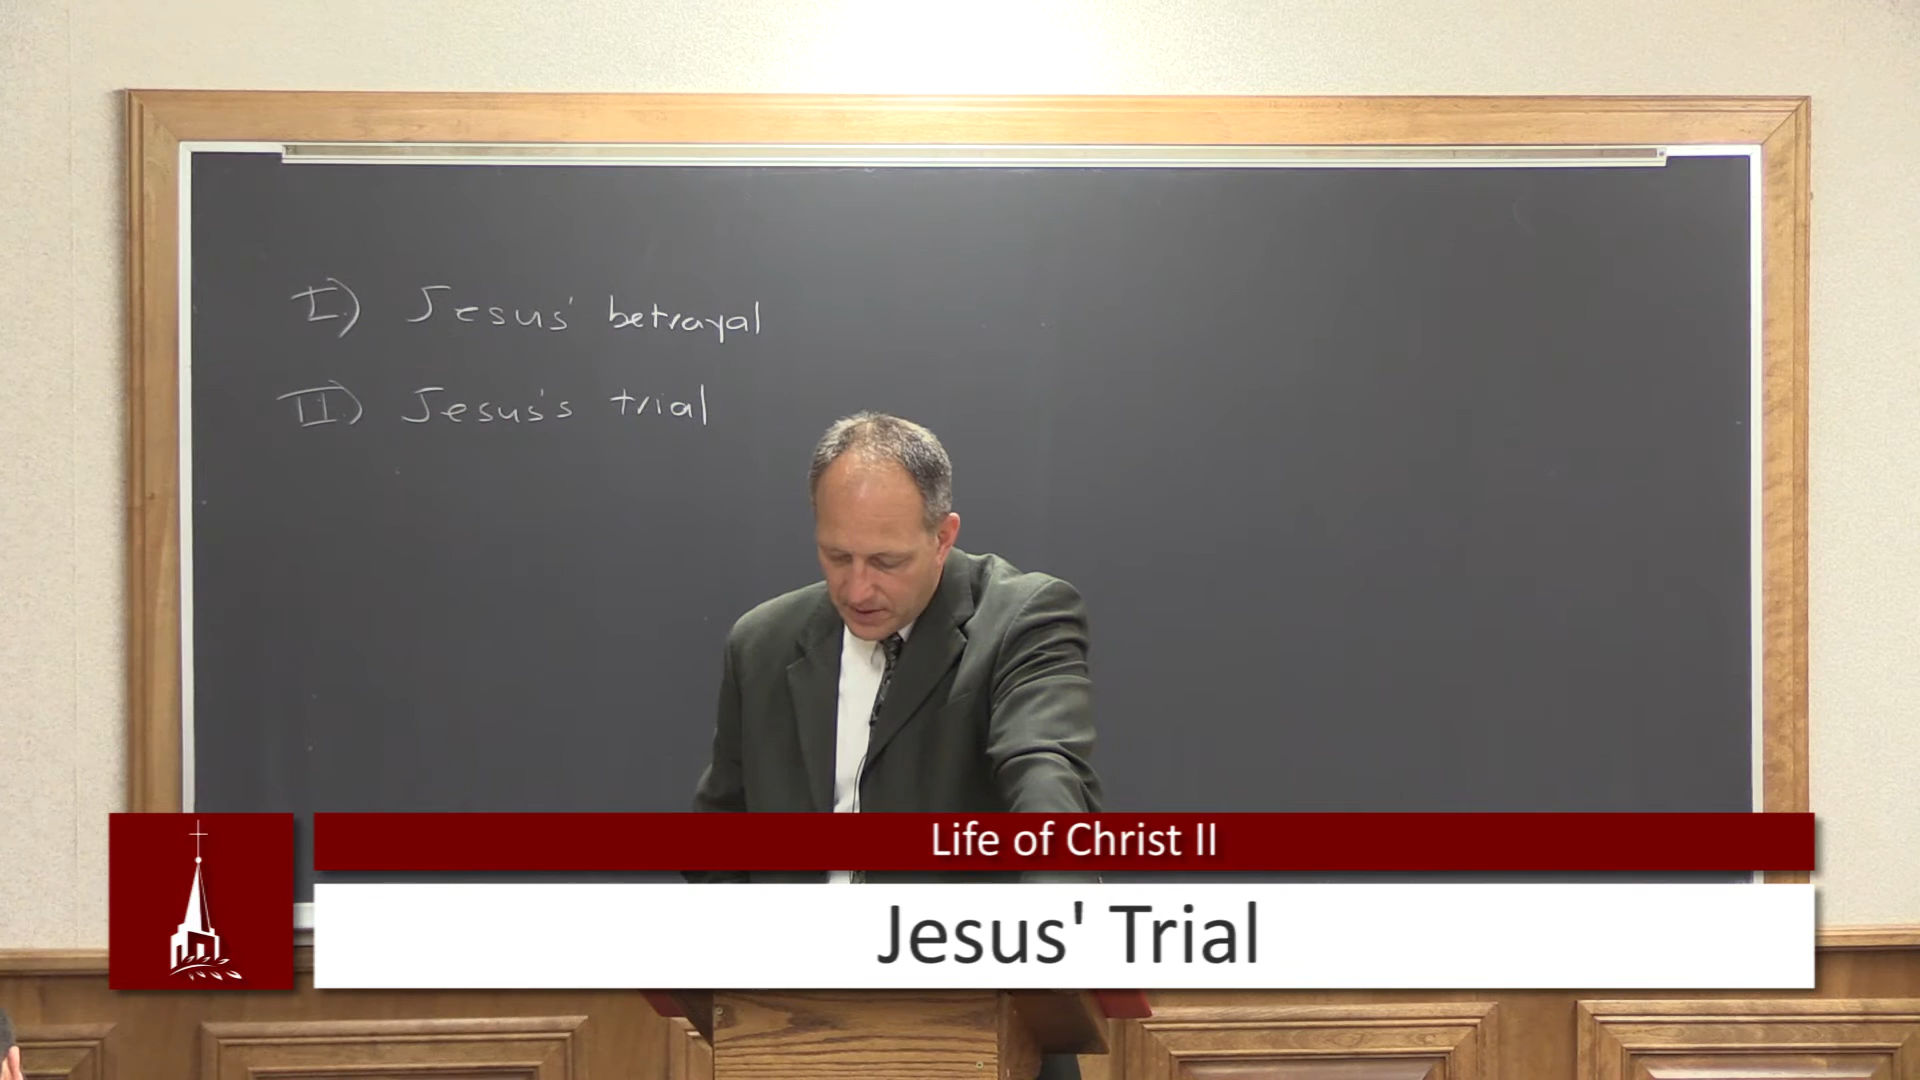 I.) Jesus' betrayal
II.) Jesus's trial
Life of Christ II
Jesus' Trial